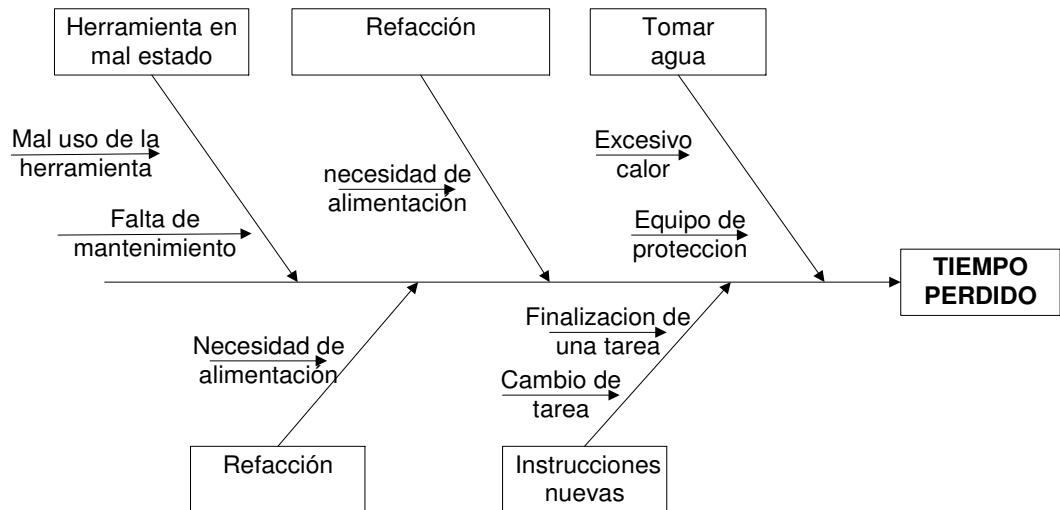 Herramienta en
mal estado
Refacción
Tomar
agua
Mal uso de la
herramienta
Falta de
mantenimiento
necesidad de
alimentación
Excesivo
calor
Equipo de
proteccion
TIEMPO
PERDIDO
Necesidad de
alimentación
Finalizacion de
una tarea
Cambio de
tarea
Refacción
Instrucciones
nuevas